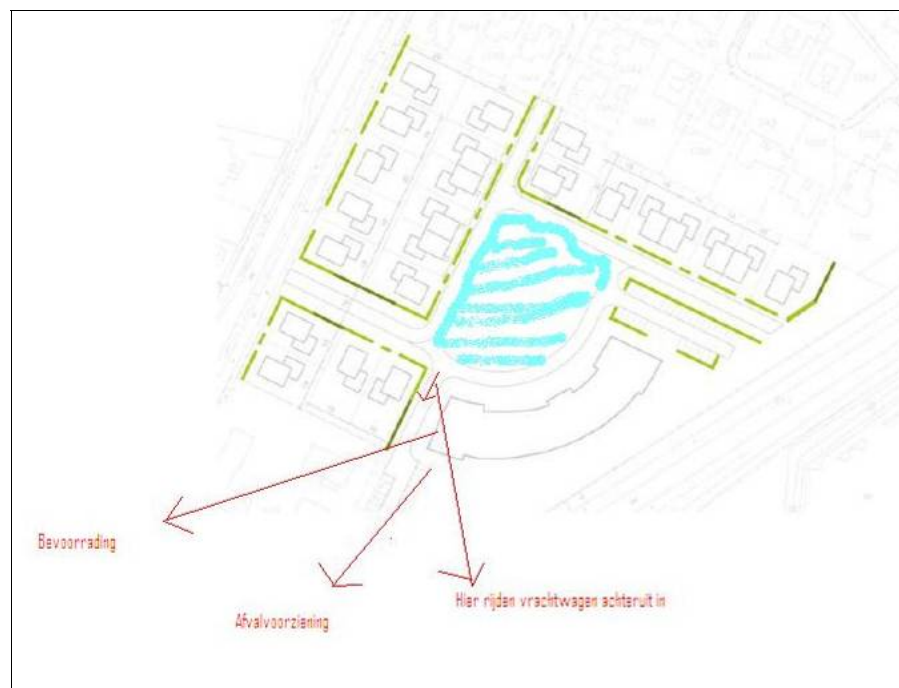 Bevoorrading
Hier rijden vrachtwagen achteruit in
Afvalvoorziening